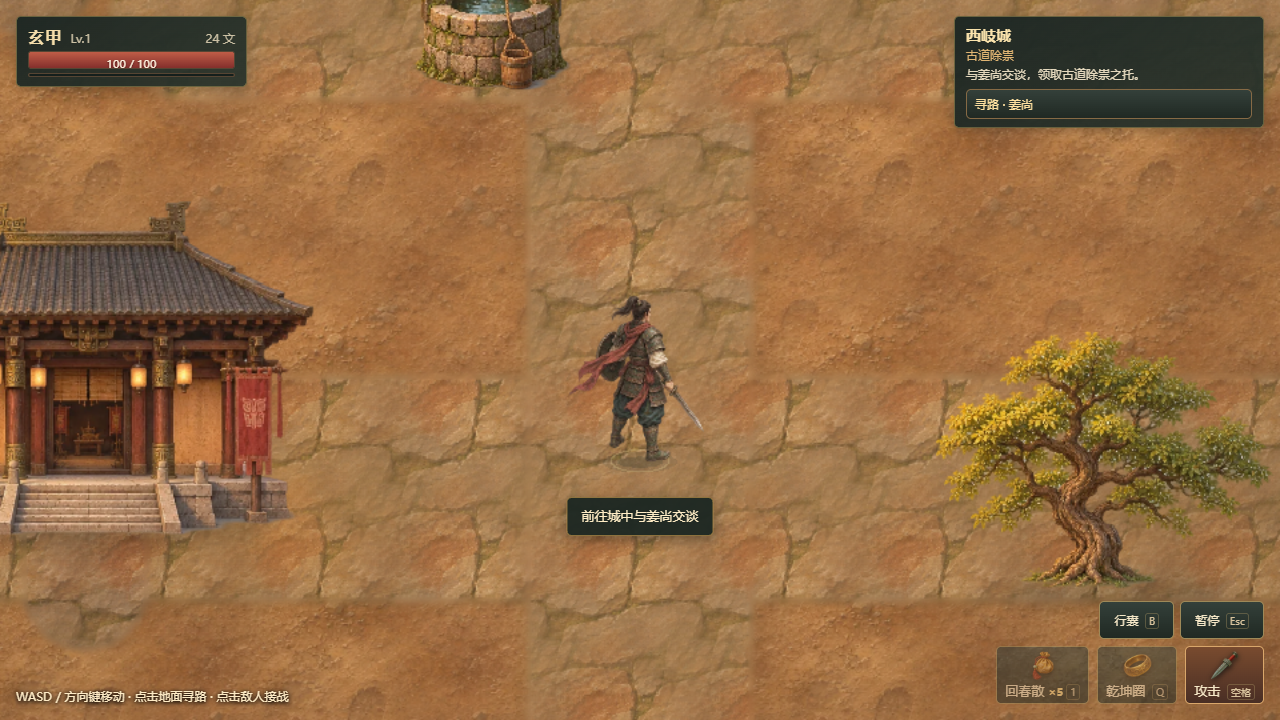 玄甲 Lv.1 24 文
100 / 100
西岐城
古道除祟
与姜尚交谈，领取古道除祟之托。
寻路 · 姜尚
前往城中与姜尚交谈
行囊 B
暂停 Esc
回春散 ×5 1
乾坤圈 Q
攻击 空格
WASD / 方向键移动 · 点击地面寻路 · 点击敌人接战